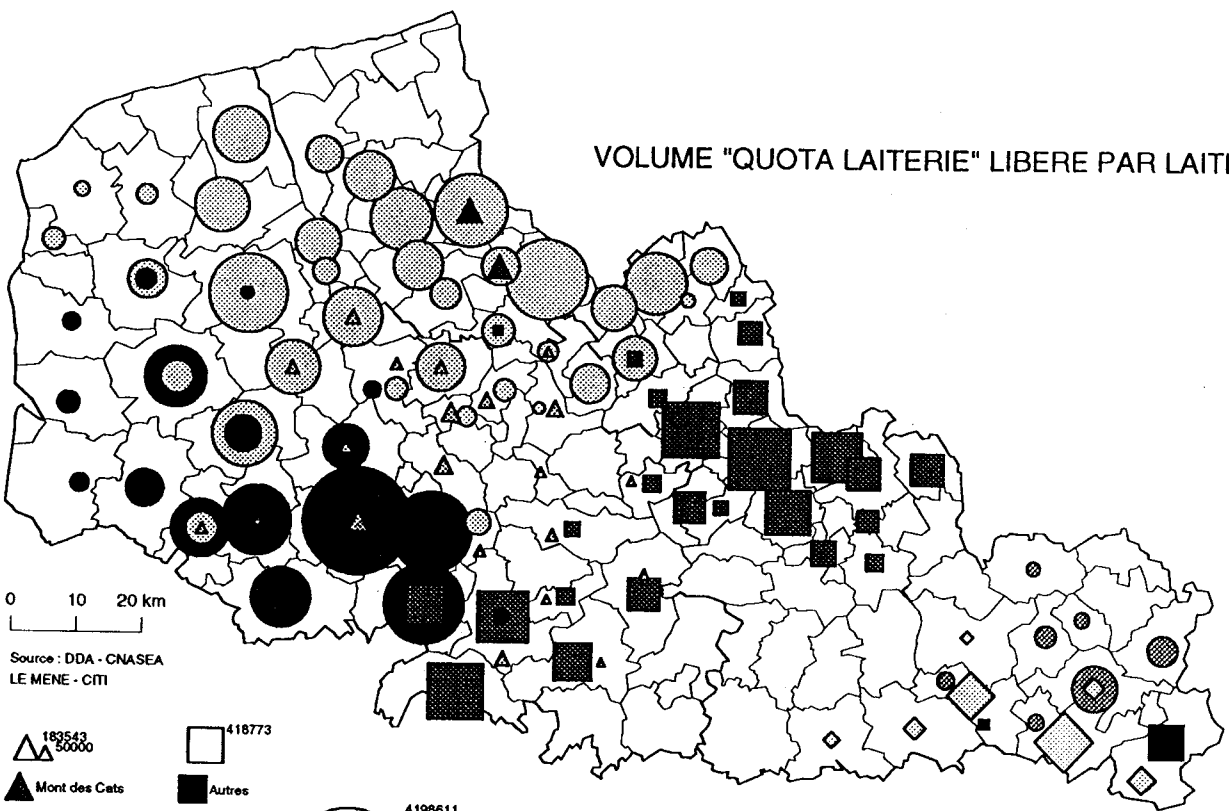 VOLUME "QUOTA LAITERIE" LIBERE PAR LAITI
0 10 20 km
Source : DDA - CNASEA
LE MENE - CITI
183543
50000
418773
Mont des Cats
Autres
4198611